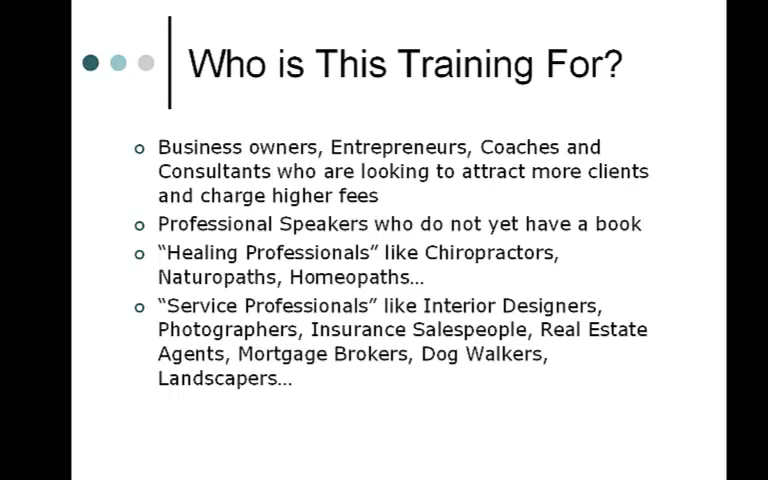 Who is This Training For?
Business owners, Entrepreneurs, Coaches and
Consultants who are looking to attract more clients
and charge higher fees
Professional Speakers who do not yet have a book
“Healing Professionals” like Chiropractors,
Naturopaths, Homeopaths…
“Service Professionals” like Interior Designers,
Photographers, Insurance Salespeople, Real Estate
Agents, Mortgage Brokers, Dog Walkers,
Landscapers…